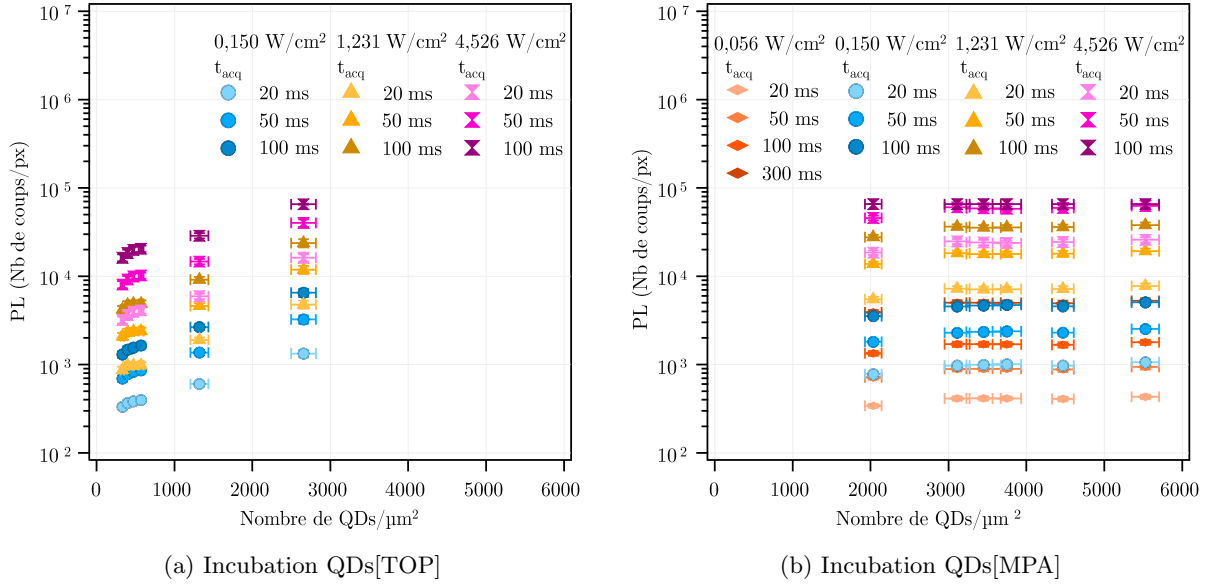 10⁷
10⁶
10⁵
10⁴
10³
10²
PL (Nb de coups/px)
0,150 W/cm² 1,231 W/cm² 4,526 W/cm²
t_acq t_acq t_acq
20 ms 20 ms 20 ms
50 ms 50 ms 50 ms
100 ms 100 ms 100 ms
0 1000 2000 3000 4000 5000 6000
Nombre de QDs/µm²
(a) Incubation QDs[TOP]
10⁷
10⁶
10⁵
10⁴
10³
10²
PL (Nb de coups/px)
0,056 W/cm² 0,150 W/cm² 1,231 W/cm² 4,526 W/cm²
t_acq t_acq t_acq t_acq
20 ms 20 ms 20 ms 20 ms
50 ms 50 ms 50 ms 50 ms
100 ms 100 ms 100 ms 100 ms
300 ms
0 1000 2000 3000 4000 5000 6000
Nombre de QDs/µm ²
(b) Incubation QDs[MPA]